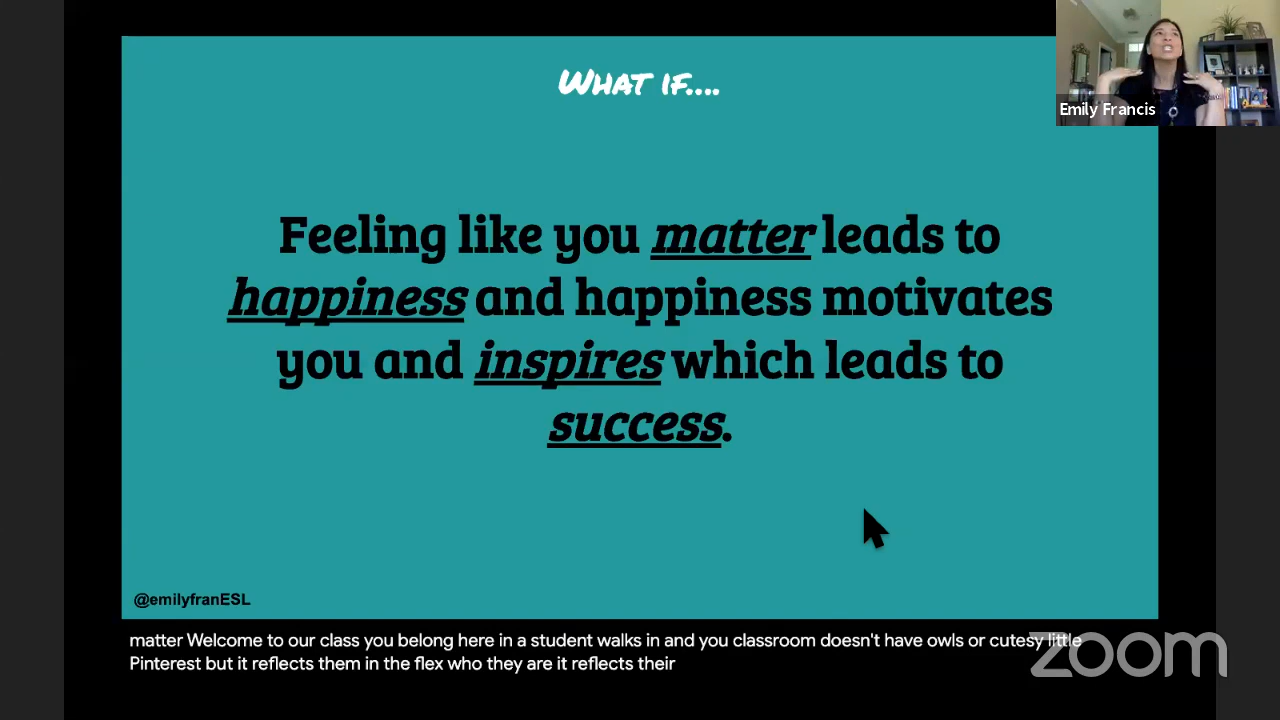 What if....
Emily Francis
Feeling like you matter leads to
happiness and happiness motivates
you and inspires which leads to
success.
@emilyfranESL
matter Welcome to our class you belong here in a student walks in and you classroom doesn't have owls or cutesy little
Pinterest but it reflects them in the flex who they are it reflects their
zoom